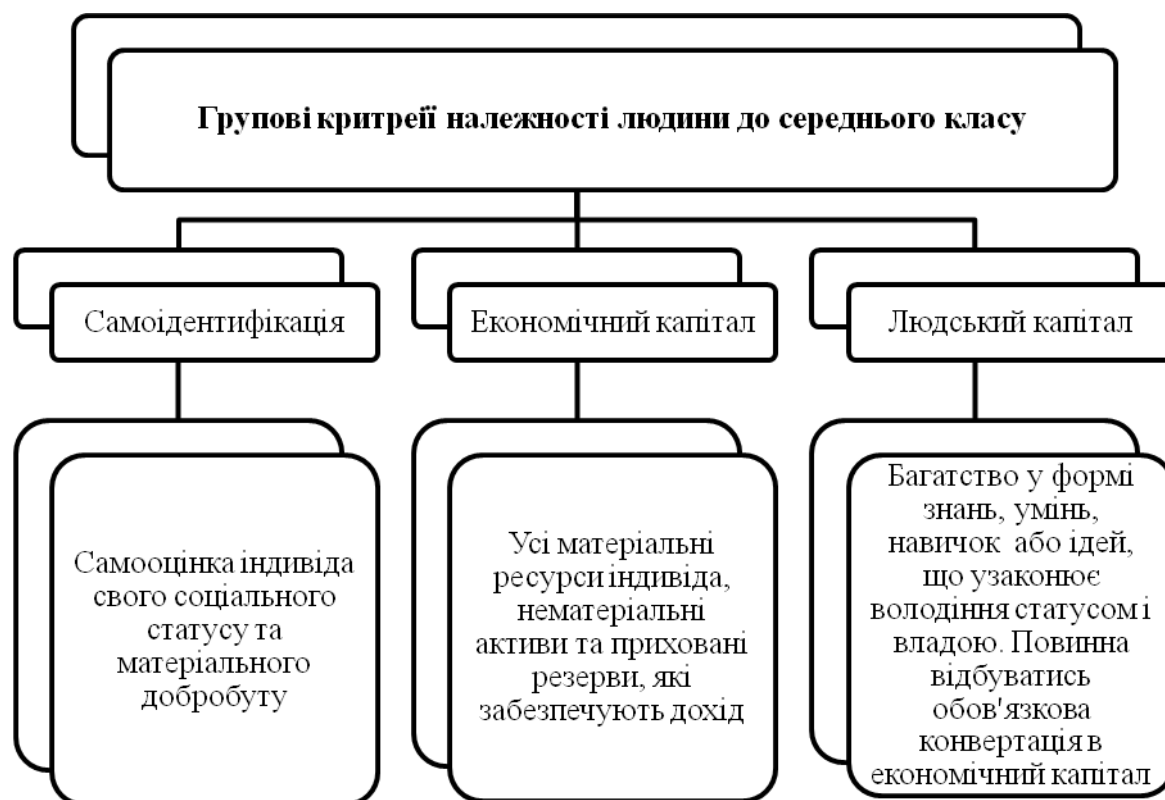 Групові критреії належності людини до середнього класу
Самоідентифікація
Економічний капітал
Людський капітал
Самооцінка індивіда
свого соціального
статусу та
матеріального
добробуту
Усі матеріальні
ресурси індивіда,
нематеріальні
активи та приховані
резерви, які
забезпечують дохід
Багатство у формі
знань, умінь,
навичок або ідей,
що узаконює
володіння статусом і
владою. Повинна
відбуватись
обов'язкова
конвертація в
економічний капітал